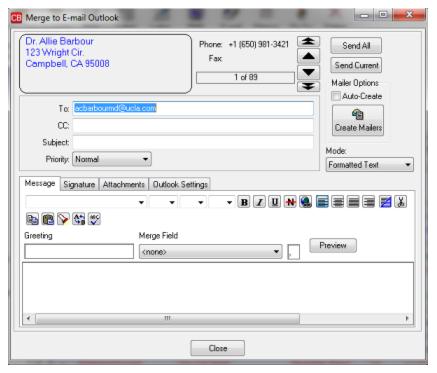 CB Merge to E-mail Outlook
Dr. Allie Barbour
123 Wright Cir.
Campbell, CA 95008
Phone: +1 (650) 981-3421
Fax:
1 of 89
Send All
Send Current
Mailer Options
Auto-Create
Create Mailers
To: acbarbourmd@ucla.com
CC:
Subject:
Priority: Normal
Mode:
Formatted Text
Message Signature Attachments Outlook Settings
B I U N
ABC
Greeting Merge Field
<none> , Preview
Close